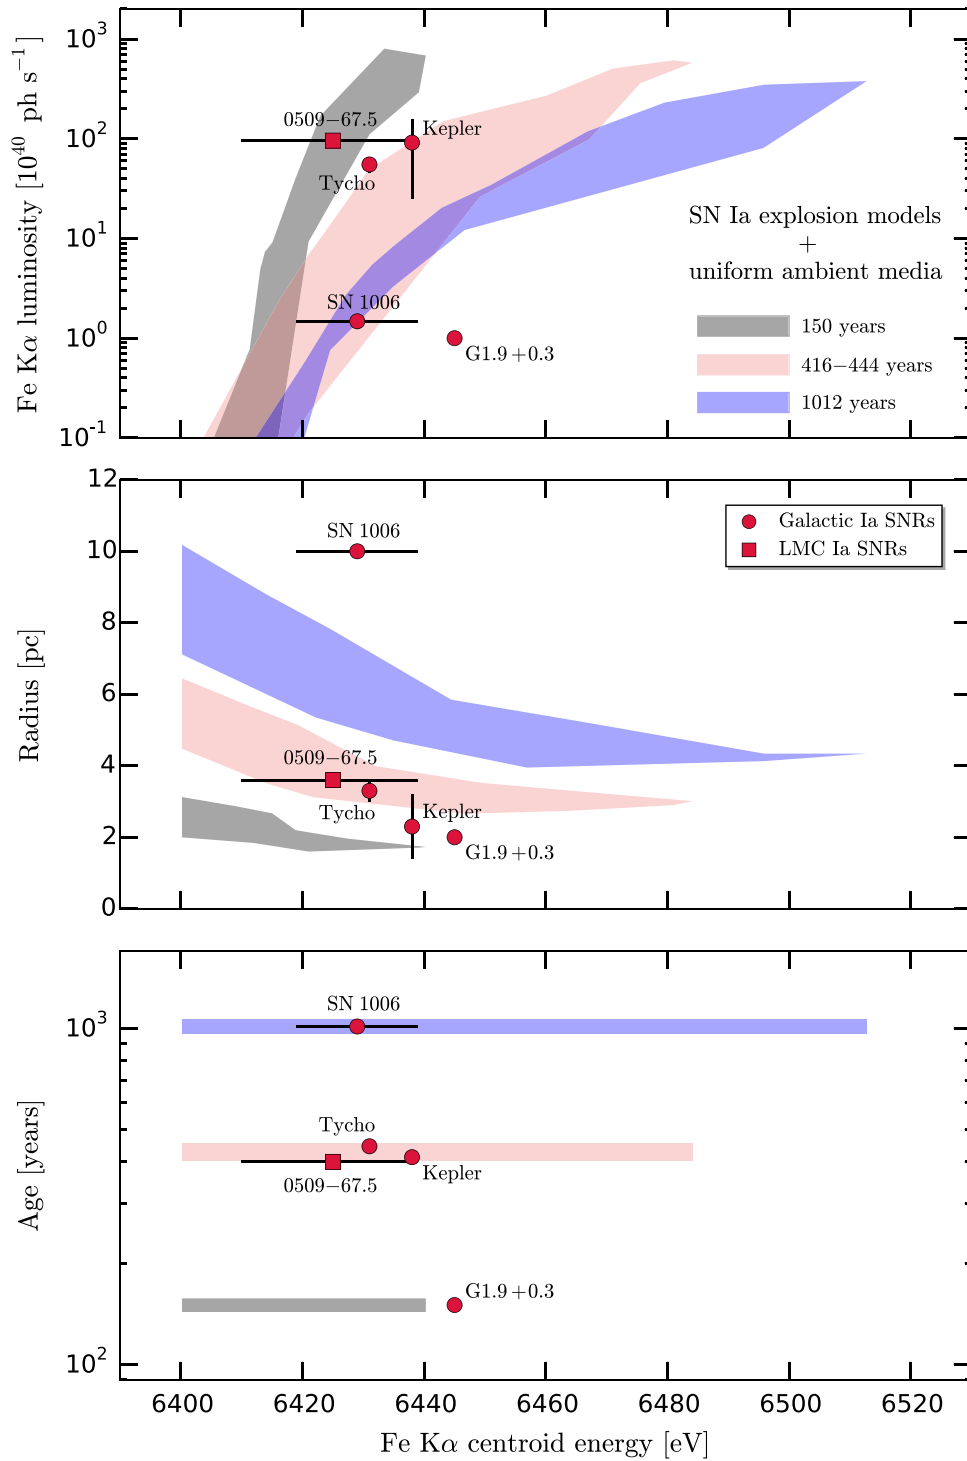 10³
10²
10¹
10⁰
10⁻¹
Fe Kα luminosity [10⁴⁰ ph s⁻¹]
0509−67.5
Kepler
Tycho
SN 1006
G1.9+0.3
SN Ia explosion models
+
uniform ambient media
150 years
416−444 years
1012 years
12
10
8
6
4
2
0
Radius [pc]
SN 1006
0509−67.5
Tycho
Kepler
G1.9+0.3
Galactic Ia SNRs
LMC Ia SNRs
10³
10²
Age [years]
SN 1006
Tycho
Kepler
0509−67.5
G1.9+0.3
6400 6420 6440 6460 6480 6500 6520
Fe Kα centroid energy [eV]